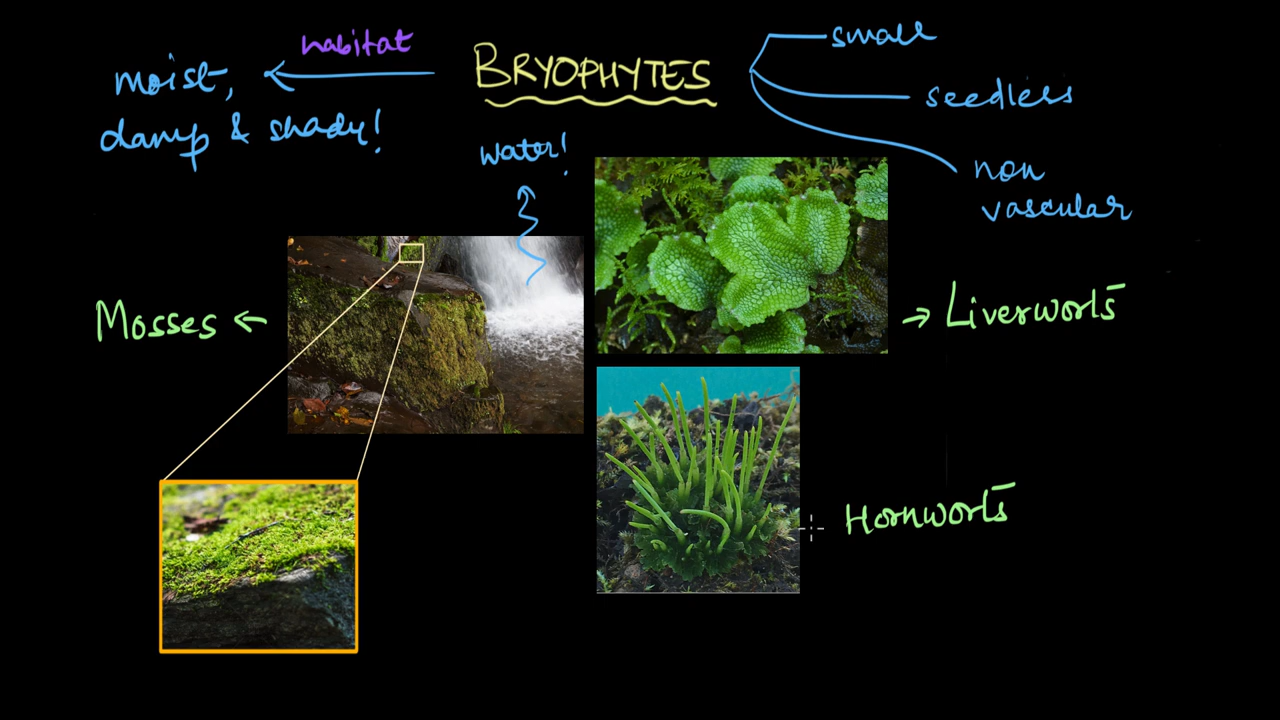 habitat
BRYOPHYTES
small
moist,
damp & shady!
seedless
water!
non
vascular
Mosses
Liverworts
Hornworts